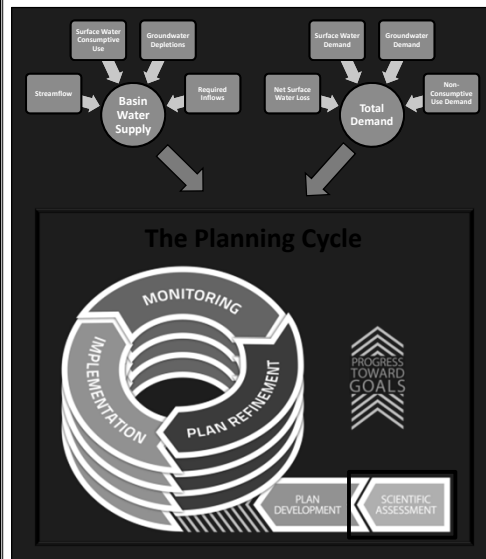 Surface Water
Consumptive
Use
Groundwater
Depletions
Streamflow
Required
Inflows
Basin
Water
Supply
Surface Water
Demand
Groundwater
Demand
Net Surface
Water Loss
Non-
Consumptive
Use Demand
Total
Demand
The Planning Cycle
MONITORING
IMPLEMENTATION
PLAN REFINEMENT
PROGRESS
TOWARD
GOALS
PLAN
DEVELOPMENT
SCIENTIFIC
ASSESSMENT